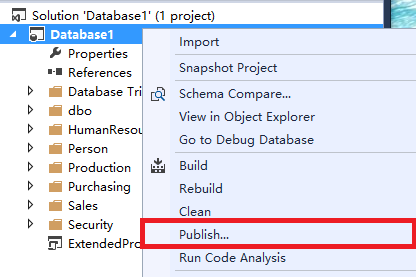 Solution 'Database1' (1 project)
Database1
Properties
References
Database Tri
dbo
HumanResou
Person
Production
Purchasing
Sales
Security
ExtendedPro
Import
Snapshot Project
Schema Compare...
View in Object Explorer
Go to Debug Database
Build
Rebuild
Clean
Publish...
Run Code Analysis